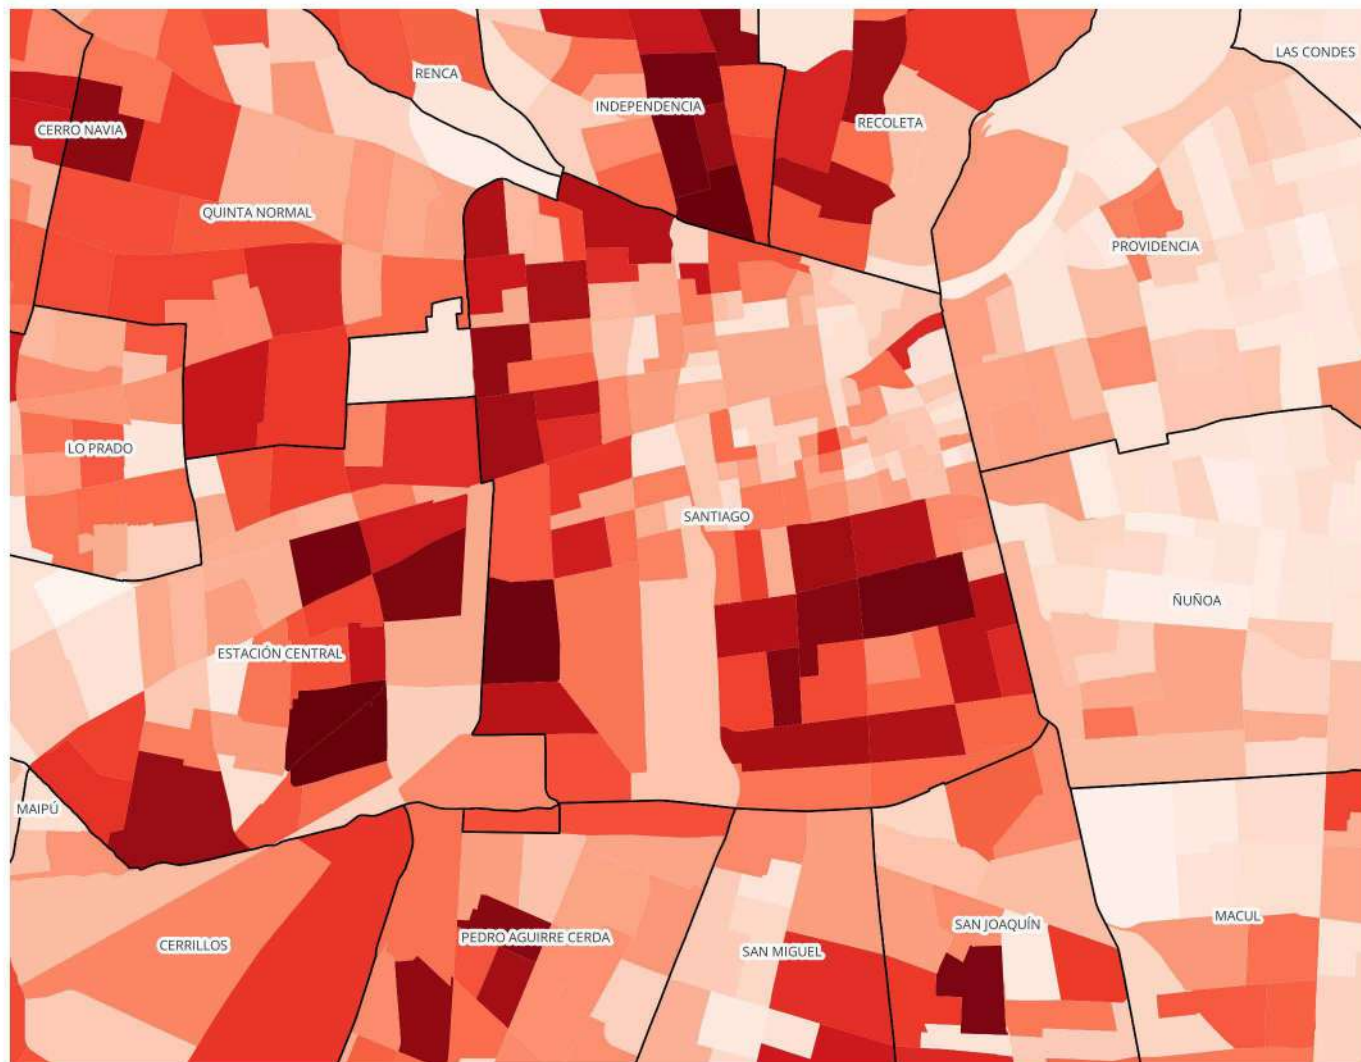 LAS CONDES
RENCA
INDEPENDENCIA
RECOLETA
CERRO NAVIA
QUINTA NORMAL
PROVIDENCIA
LO PRADO
SANTIAGO
ÑUÑOA
ESTACIÓN CENTRAL
MAIPÚ
MACUL
SAN JOAQUÍN
PEDRO AGUIRRE CERDA
CERRILLOS
SAN MIGUEL